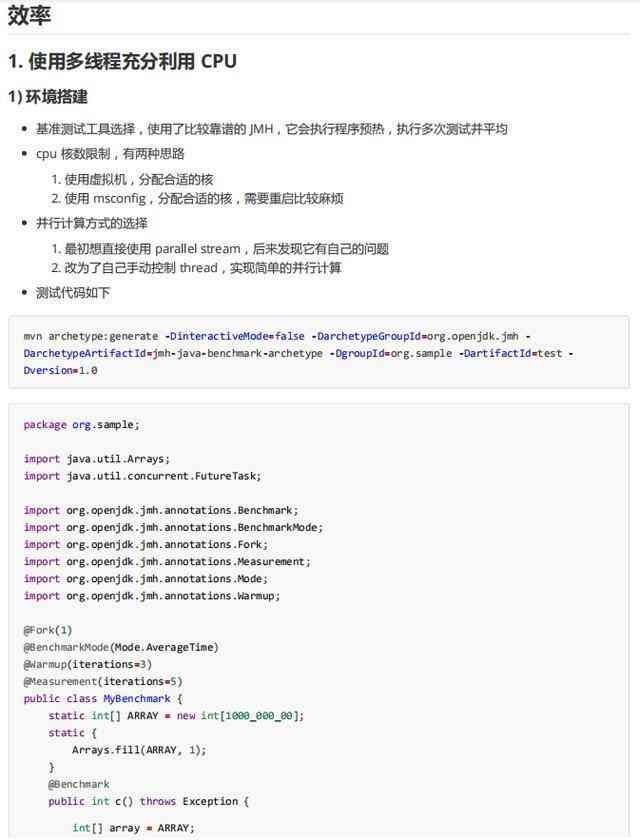 效率
1. 使用多线程充分利用 CPU
1) 环境搭建
基准测试工具选择，使用了比较靠谱的 JMH，它会执行程序预热，执行多次测试并平均
cpu 核数限制，有两种思路
1. 使用虚拟机，分配合适的核
2. 使用 msconfig，分配合适的核，需要重启比较麻烦
并行计算方式的选择
1. 最初想直接使用 parallel stream，后来发现它有自己的问题
2. 改为了自己手动控制 thread，实现简单的并行计算
测试代码如下
mvn archetype:generate -DinteractiveMode=false -DarchetypeGroupId=org.openjdk.jmh -
DarchetypeArtifactId=jmh-java-benchmark-archetype -DgroupId=org.sample -DartifactId=test -
Dversion=1.0
package org.sample;
import java.util.Arrays;
import java.util.concurrent.FutureTask;
import org.openjdk.jmh.annotations.Benchmark;
import org.openjdk.jmh.annotations.BenchmarkMode;
import org.openjdk.jmh.annotations.Fork;
import org.openjdk.jmh.annotations.Measurement;
import org.openjdk.jmh.annotations.Mode;
import org.openjdk.jmh.annotations.Warmup;
@Fork(1)
@BenchmarkMode(Mode.AverageTime)
@Warmup(iterations=3)
@Measurement(iterations=5)
public class MyBenchmark {
static int[] ARRAY = new int[1000_000_00];
static {
Arrays.fill(ARRAY, 1);
}
@Benchmark
public int c() throws Exception {
int[] array = ARRAY;